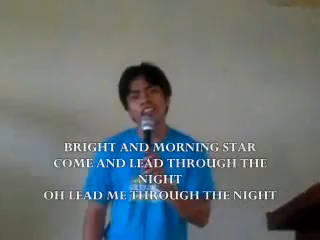 BRIGHT AND MORNING STAR
COME AND LEAD THROUGH THE
NIGHT
OH LEAD ME THROUGH THE NIGHT